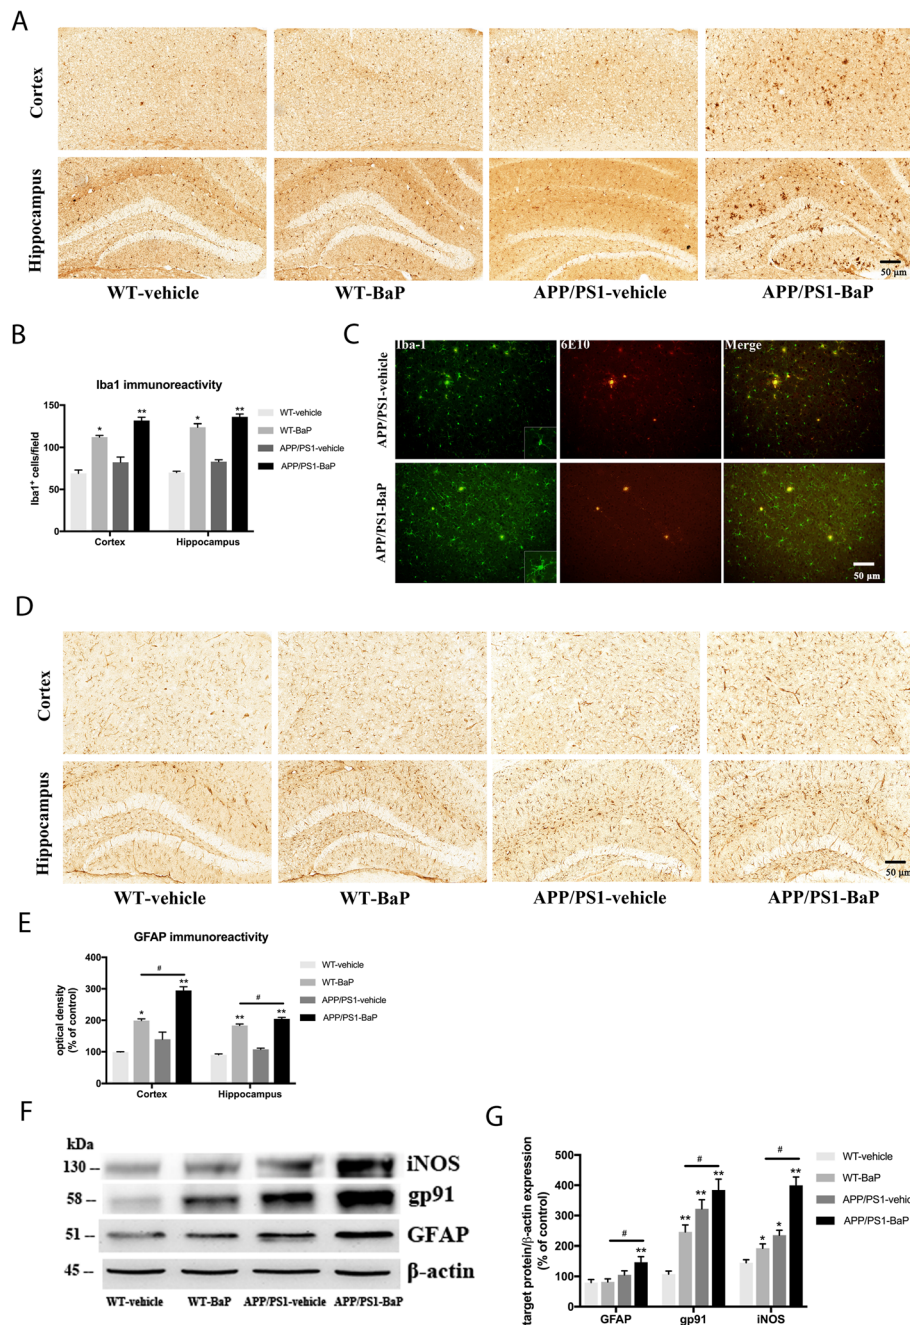 A
Cortex
Hippocampus
50 μm
WT-vehicle WT-BaP APP/PS1-vehicle APP/PS1-BaP
B
Iba1 immunoreactivity
Iba1+ cells/field
150
100
50
0
* ** * **
Cortex Hippocampus
WT-vehicle
WT-BaP
APP/PS1-vehicle
APP/PS1-BaP
C
Iba-1 6E10 Merge
APP/PS1-vehicle
APP/PS1-BaP
50 μm
D
Cortex
Hippocampus
50 μm
WT-vehicle WT-BaP APP/PS1-vehicle APP/PS1-BaP
E
GFAP immunoreactivity
optical density
(% of control)
400
300
200
100
0
# #
* ** ** **
Cortex Hippocampus
WT-vehicle
WT-BaP
APP/PS1-vehicle
APP/PS1-BaP
F
kDa
130 -- iNOS
58 -- gp91
51 -- GFAP
45 -- β-actin
WT-vehicle WT-BaP APP/PS1-vehicle APP/PS1-BaP
G
target protein/β-actin expression
(% of control)
500
400
300
200
100
0
# # #
** ** ** ** * * **
GFAP gp91 iNOS
WT-vehicle
WT-BaP
APP/PS1-vehic
APP/PS1-BaP